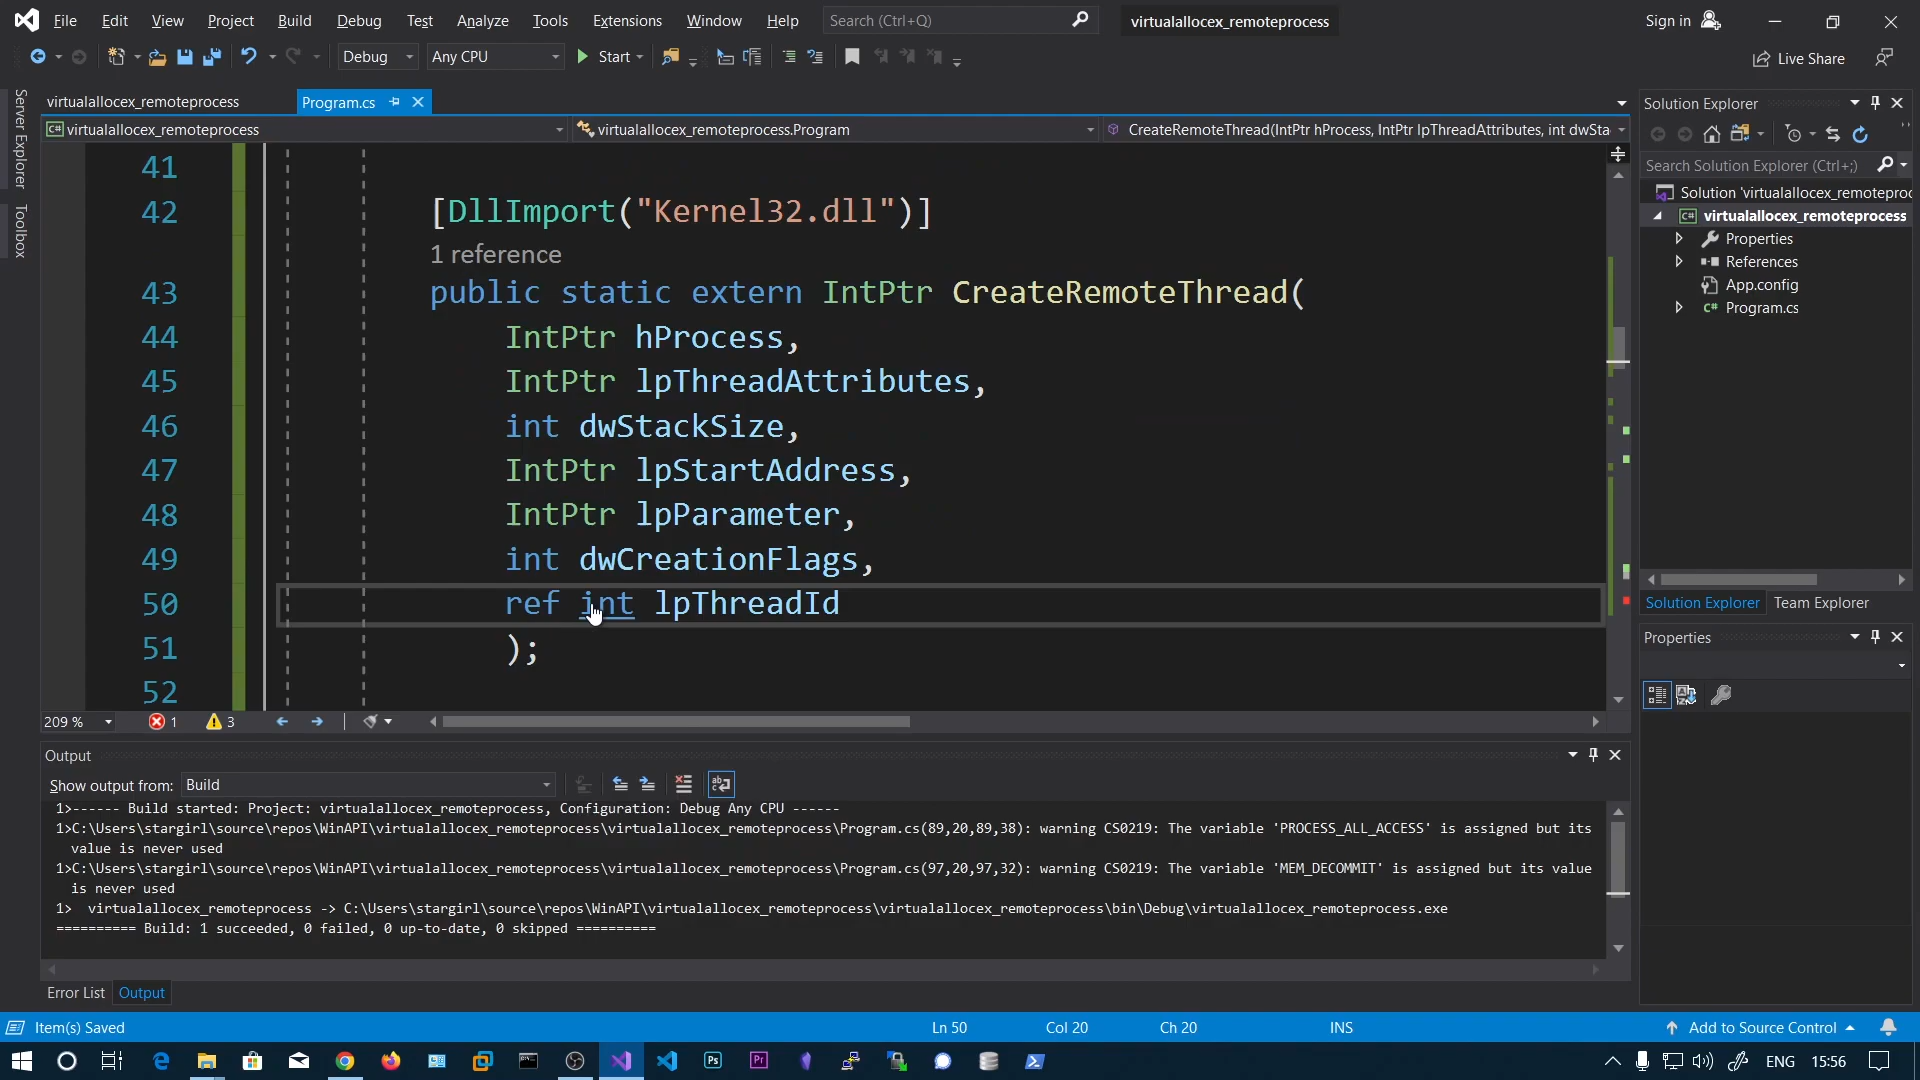 File Edit View Project Build Debug Test Analyze Tools Extensions Window Help Search (Ctrl+Q) virtualallocex_remoteprocess Sign in
Debug Any CPU Start Live Share
Server Explorer
Toolbox
virtualallocex_remoteprocess Program.cs
C# virtualallocex_remoteprocess virtualallocex_remoteprocess.Program CreateRemoteThread(IntPtr hProcess, IntPtr lpThreadAttributes, int dwSta
41
42 [DllImport("Kernel32.dll")]
1 reference
43 public static extern IntPtr CreateRemoteThread(
44 IntPtr hProcess,
45 IntPtr lpThreadAttributes,
46 int dwStackSize,
47 IntPtr lpStartAddress,
48 IntPtr lpParameter,
49 int dwCreationFlags,
50 ref int lpThreadId
51 );
52
209 % 1 3
Output
Show output from: Build
1>------ Build started: Project: virtualallocex_remoteprocess, Configuration: Debug Any CPU ------
1>C:\Users\stargirl\source\repos\WinAPI\virtualallocex_remoteprocess\virtualallocex_remoteprocess\Program.cs(89,20,89,38): warning CS0219: The variable 'PROCESS_ALL_ACCESS' is assigned but its
value is never used
1>C:\Users\stargirl\source\repos\WinAPI\virtualallocex_remoteprocess\virtualallocex_remoteprocess\Program.cs(97,20,97,32): warning CS0219: The variable 'MEM_DECOMMIT' is assigned but its value
is never used
1> virtualallocex_remoteprocess -> C:\Users\stargirl\source\repos\WinAPI\virtualallocex_remoteprocess\virtualallocex_remoteprocess\bin\Debug\virtualallocex_remoteprocess.exe
========== Build: 1 succeeded, 0 failed, 0 up-to-date, 0 skipped ==========
Error List Output
Solution Explorer
Search Solution Explorer (Ctrl+;)
Solution 'virtualallocex_remoteproc
C# virtualallocex_remoteprocess
Properties
References
App.config
C# Program.cs
Solution Explorer Team Explorer
Properties
Item(s) Saved Ln 50 Col 20 Ch 20 INS Add to Source Control
Ps Pr ENG 15:56